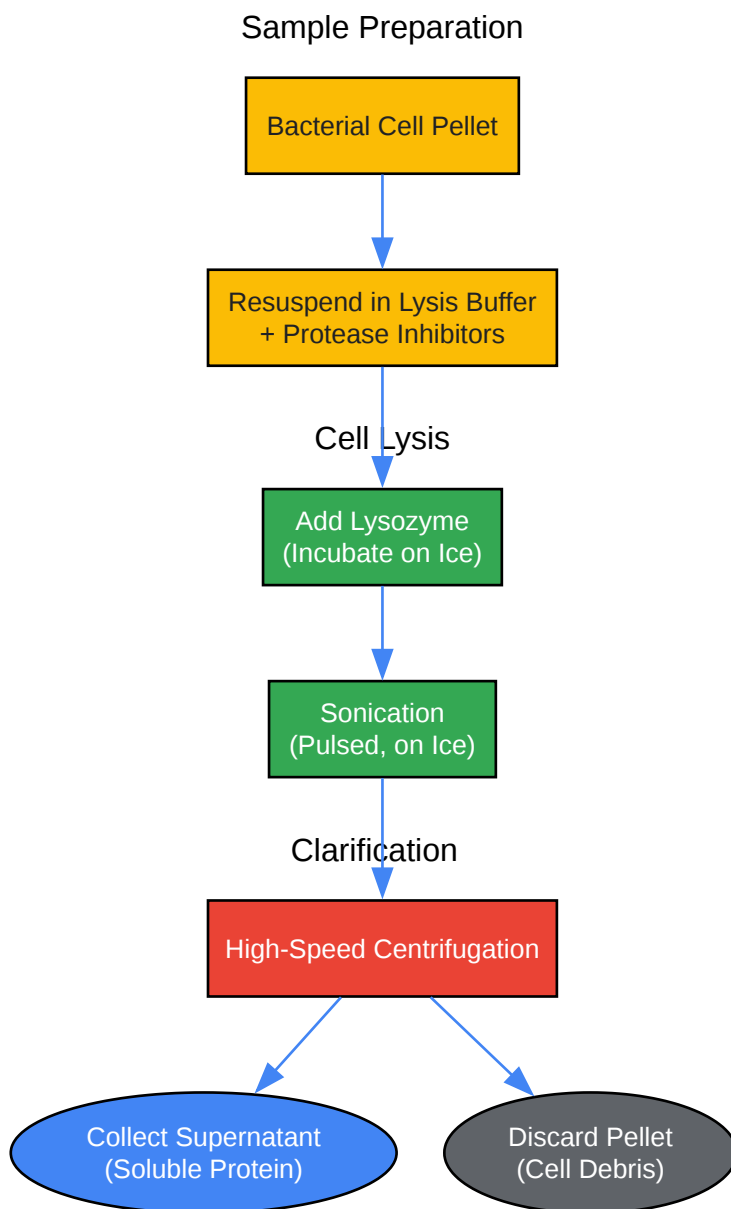 Sample Preparation
Bacterial Cell Pellet
Resuspend in Lysis Buffer
+ Protease Inhibitors
Cell Lysis
Add Lysozyme
(Incubate on Ice)
Sonication
(Pulsed, on Ice)
Clarification
High-Speed Centrifugation
Collect Supernatant
(Soluble Protein)
Discard Pellet
(Cell Debris)